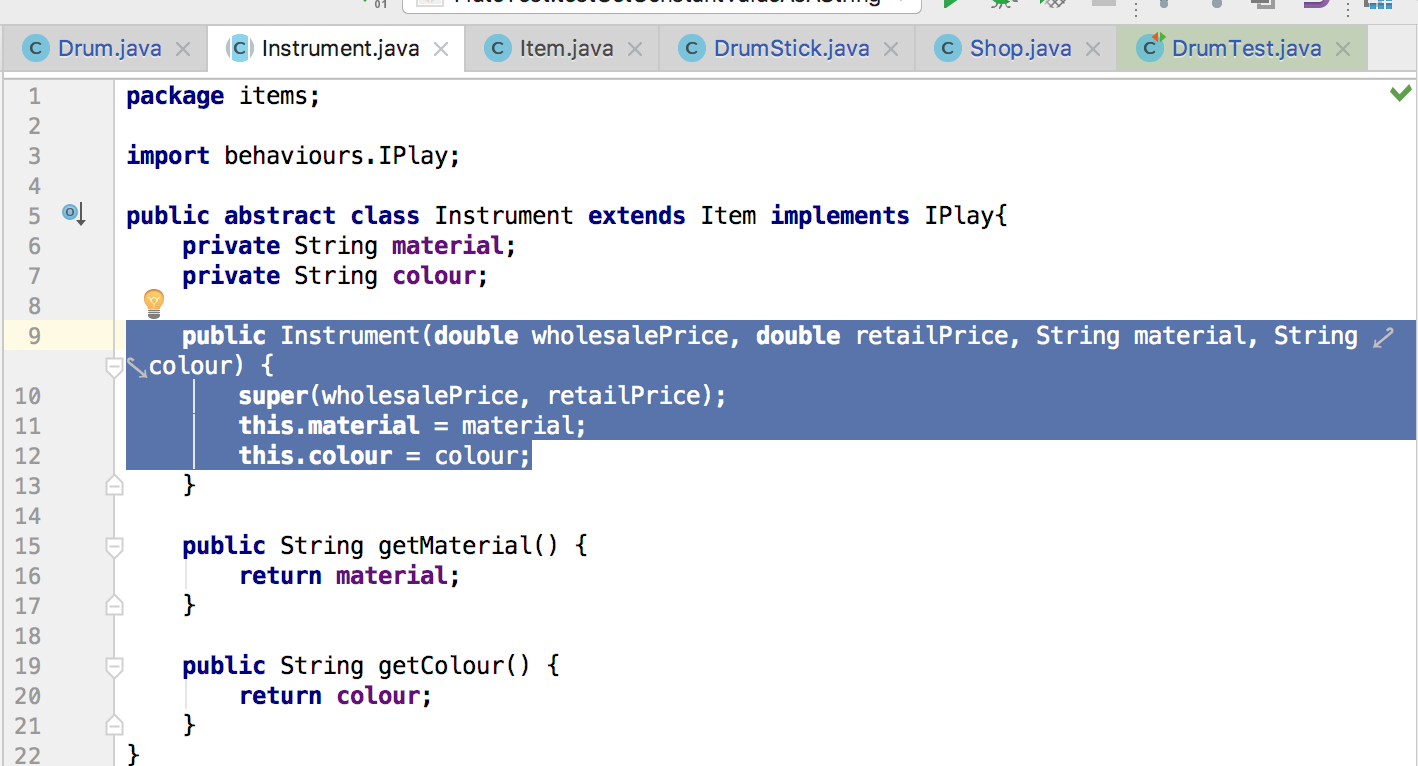 01
Drum.java
Instrument.java
Item.java
DrumStick.java
Shop.java
DrumTest.java
1 package items;
2
3 import behaviours.IPlay;
4
5 public abstract class Instrument extends Item implements IPlay{
6 private String material;
7 private String colour;
8
9 public Instrument(double wholesalePrice, double retailPrice, String material, String
colour) {
10 super(wholesalePrice, retailPrice);
11 this.material = material;
12 this.colour = colour;
13 }
14
15 public String getMaterial() {
16 return material;
17 }
18
19 public String getColour() {
20 return colour;
21 }
22 }